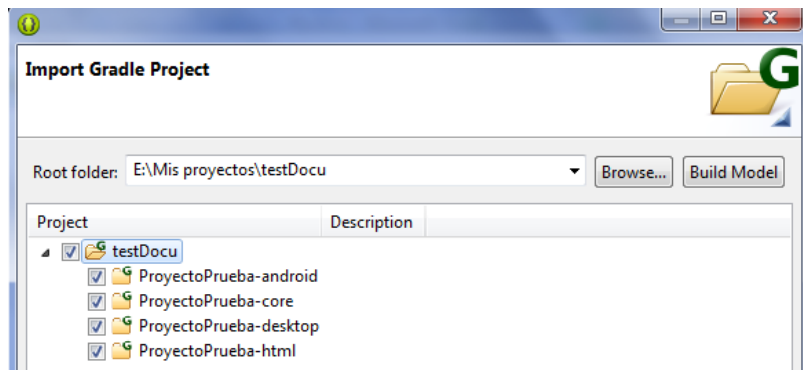 Import Gradle Project
G
Root folder: E:\Mis proyectos\testDocu Browse... Build Model
Project Description
G testDocu
G ProyectoPrueba-android
G ProyectoPrueba-core
G ProyectoPrueba-desktop
G ProyectoPrueba-html